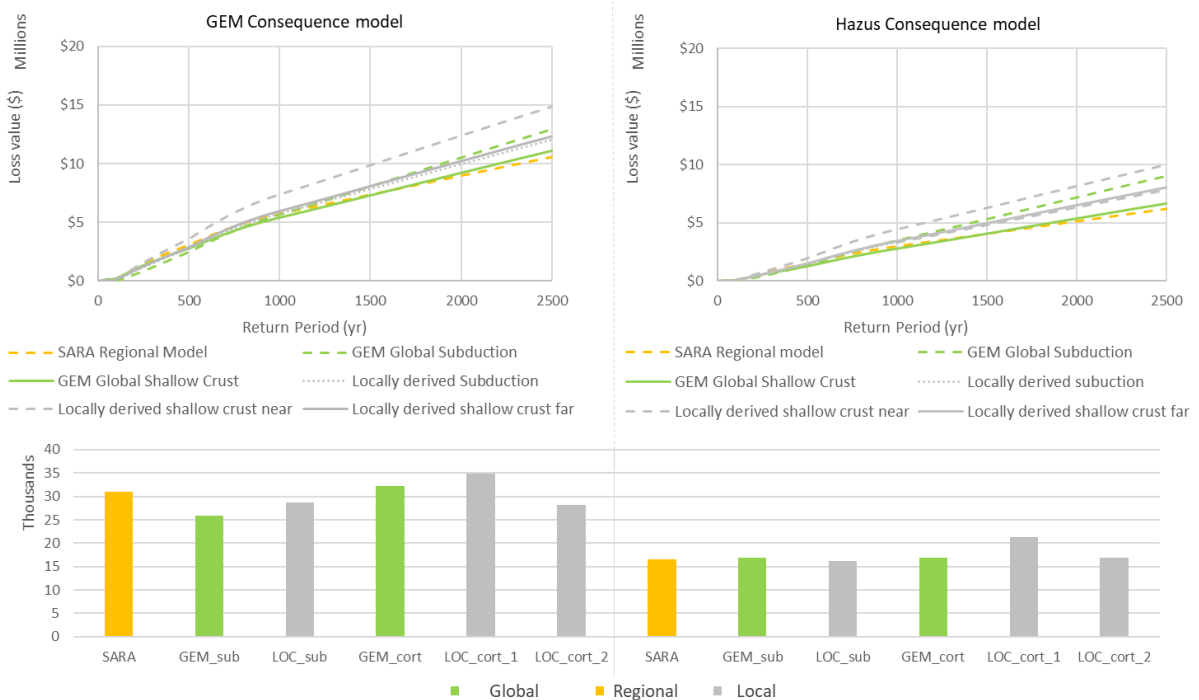 GEM Consequence model
Millions
Loss value ($)
$20
$15
$10
$5
$0
0 500 1000 1500 2000 2500
Return Period (yr)
SARA Regional Model GEM Global Subduction
GEM Global Shallow Crust Locally derived Subduction
Locally derived shallow crust near Locally derived shallow crust far
Hazus Consequence model
Millions
Loss value ($)
$20
$15
$10
$5
$0
0 500 1000 1500 2000 2500
Return Period (yr)
SARA Regional model GEM Global Subduction
GEM Global Shallow Crust Locally derived subuction
Locally derived shallow crust near Locally derived shallow crust far
Thousands
40
35
30
25
20
15
10
5
0
SARA GEM_sub LOC_sub GEM_cort LOC_cort_1 LOC_cort_2 SARA GEM_sub LOC_sub GEM_cort LOC_cort_1 LOC_cort_2
Global Regional Local